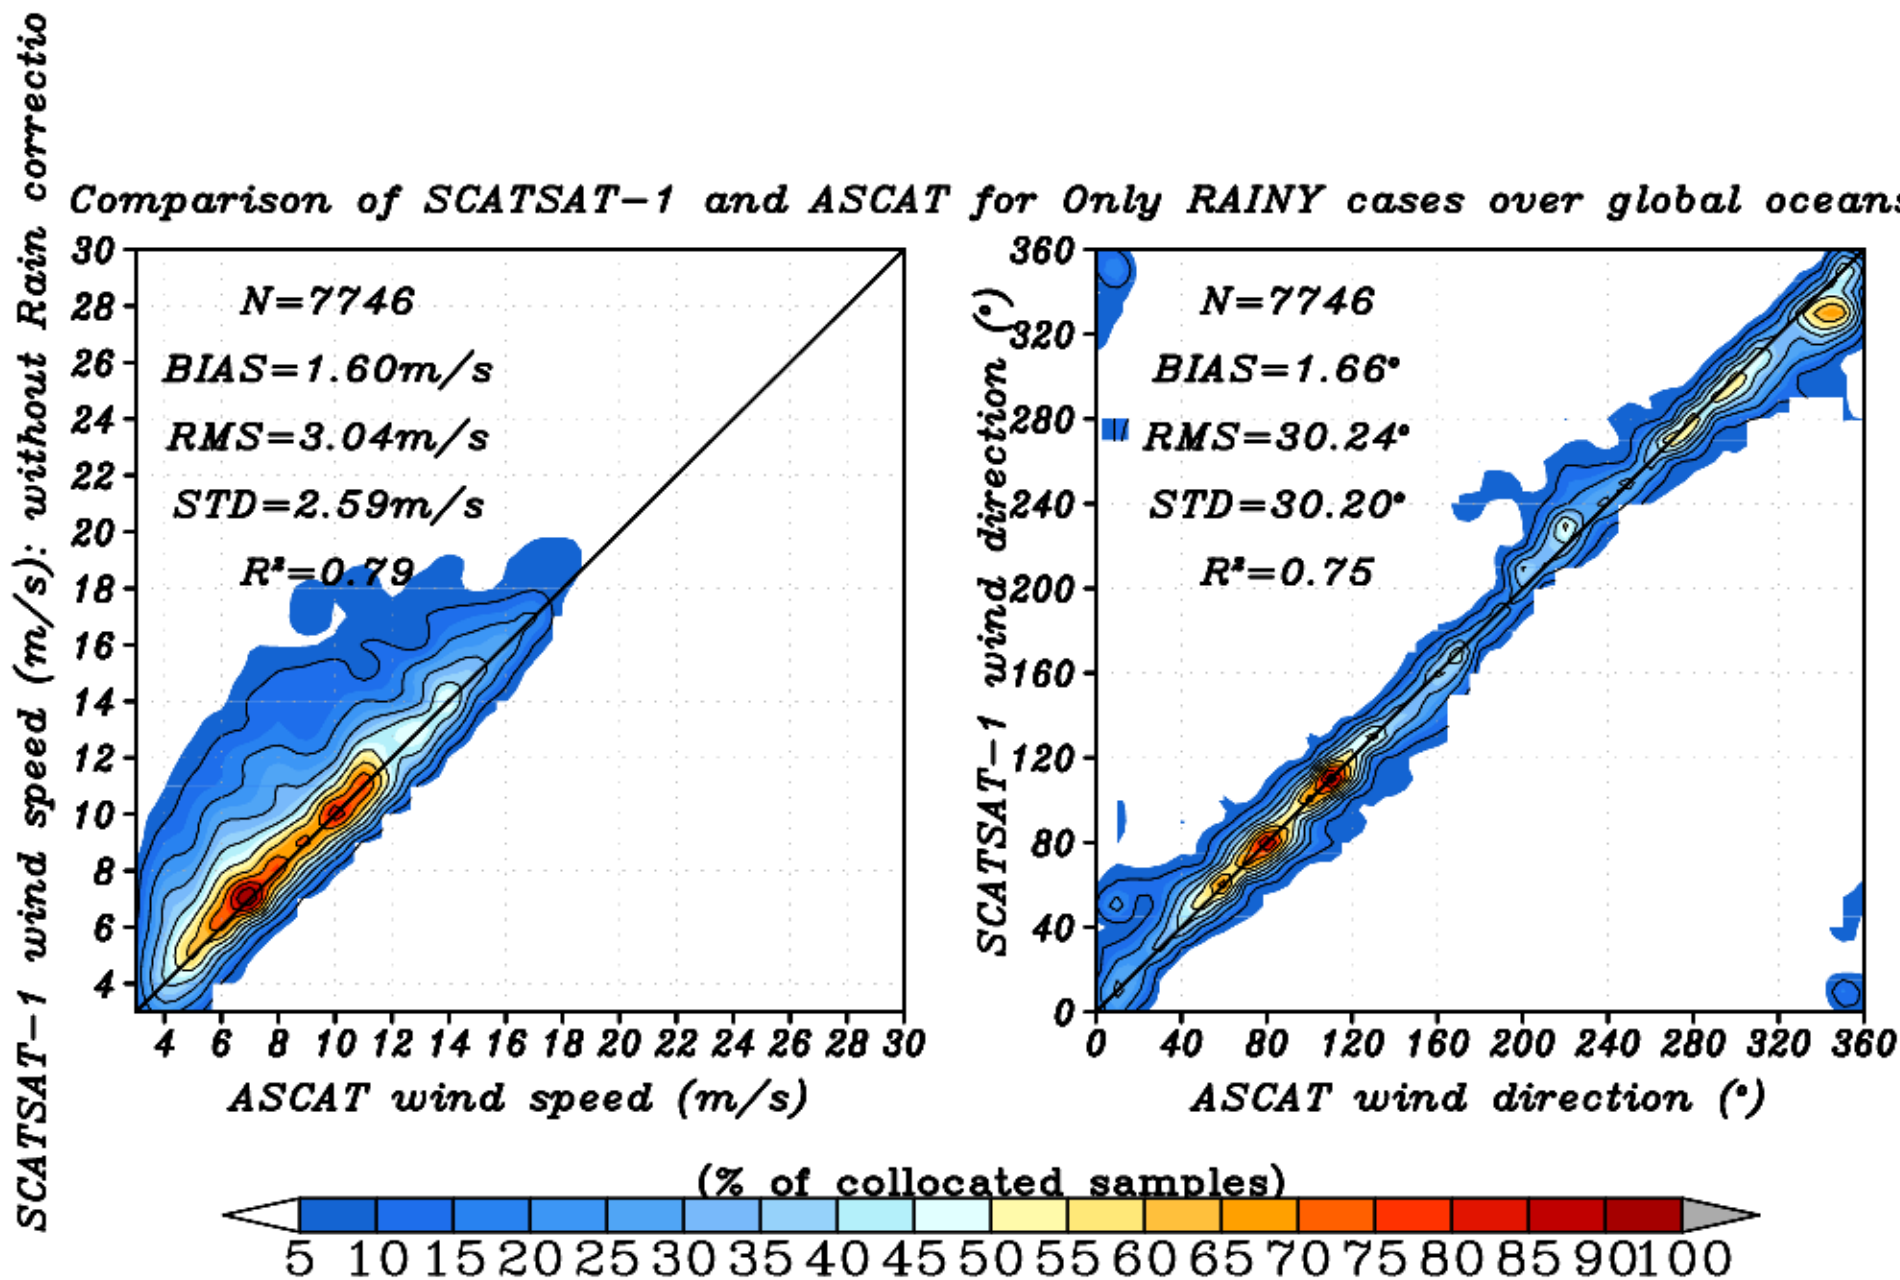 Comparison of SCATSAT-1 and ASCAT for Only RAINY cases over global oceans
SCATSAT-1 wind speed (m/s): without Rain correctio
30
28
26
24
22
20
18
16
14
12
10
8
6
4
N=7746
BIAS=1.60m/s
RMS=3.04m/s
STD=2.59m/s
R²=0.79
4 6 8 10 12 14 16 18 20 22 24 26 28 30
ASCAT wind speed (m/s)
SCATSAT-1 wind direction (°)
360
320
280
240
200
160
120
80
40
0
N=7746
BIAS=1.66°
RMS=30.24°
STD=30.20°
R²=0.75
0 40 80 120 160 200 240 280 320 360
ASCAT wind direction (°)
(% of collocated samples)
5 10 15 20 25 30 35 40 45 50 55 60 65 70 75 80 85 90 100